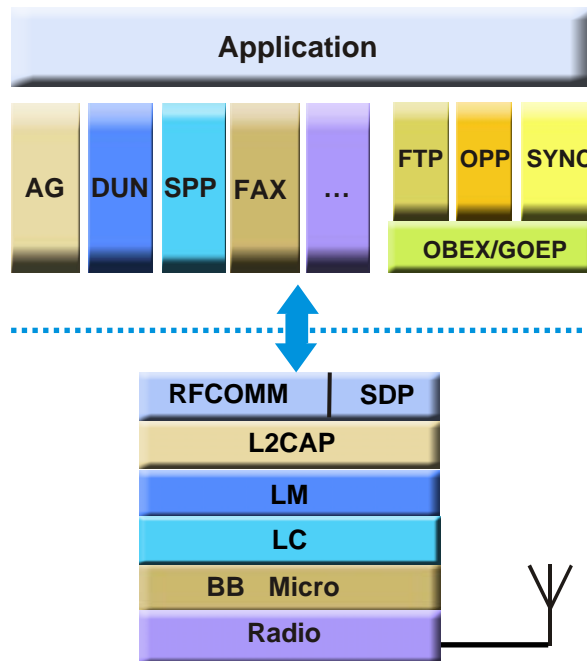 Application
AG DUN SPP FAX ... FTP OPP SYNC
OBEX/GOEP
RFCOMM SDP
L2CAP
LM
LC
BB Micro
Radio